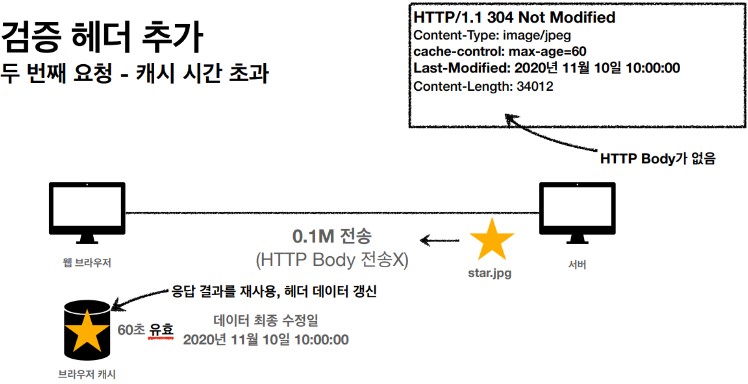 검증 헤더 추가
두 번째 요청 - 캐시 시간 초과
HTTP/1.1 304 Not Modified
Content-Type: image/jpeg
cache-control: max-age=60
Last-Modified: 2020년 11월 10일 10:00:00
Content-Length: 34012
HTTP Body가 없음
0.1M 전송
(HTTP Body 전송X)
웹 브라우저
star.jpg
서버
응답 결과를 재사용, 헤더 데이터 갱신
60초 유효
데이터 최종 수정일
2020년 11월 10일 10:00:00
브라우저 캐시